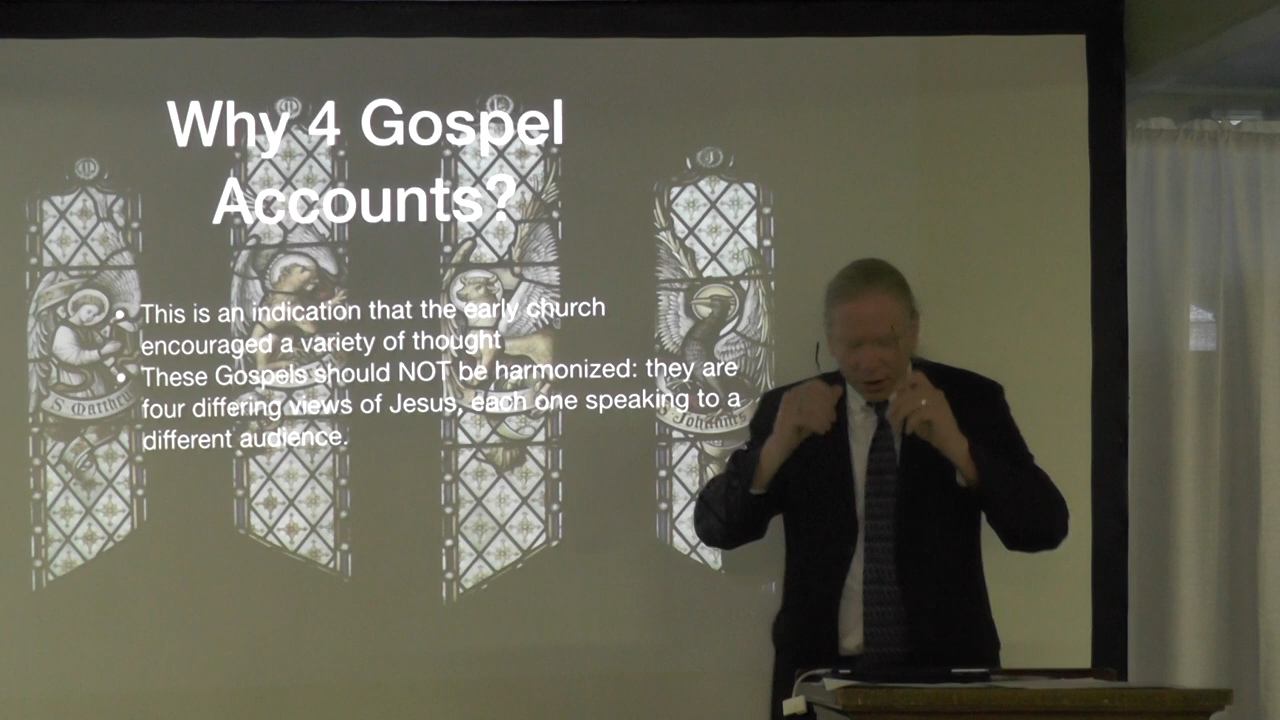 Why 4 Gospel
Accounts?
• This is an indication that the early church
encouraged a variety of thought
• These Gospels should NOT be harmonized: they are
four differing views of Jesus, each one speaking to a
different audience.
S Matthew
Johannes